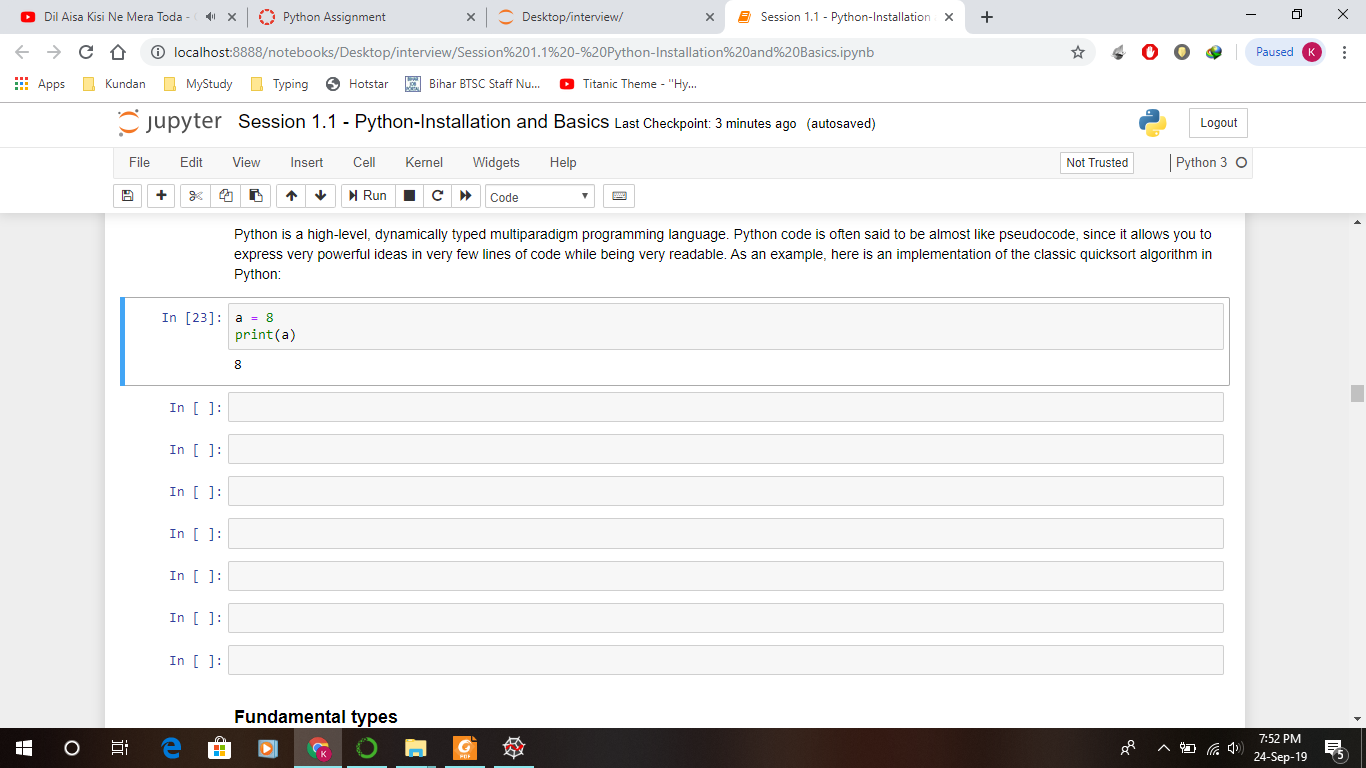 Dil Aisa Kisi Ne Mera Toda -
Python Assignment
Desktop/interview/
Session 1.1 - Python-Installation
localhost:8888/notebooks/Desktop/interview/Session%201.1%20-%20Python-Installation%20and%20Basics.ipynb
Paused
K
Apps
Kundan
MyStudy
Typing
Hotstar
Bihar BTSC Staff Nu...
Titanic Theme - "Hy...
jupyter Session 1.1 - Python-Installation and Basics Last Checkpoint: 3 minutes ago (autosaved)
Logout
File Edit View Insert Cell Kernel Widgets Help
Not Trusted
Python 3
Run
Code
Python is a high-level, dynamically typed multiparadigm programming language. Python code is often said to be almost like pseudocode, since it allows you to
express very powerful ideas in very few lines of code while being very readable. As an example, here is an implementation of the classic quicksort algorithm in
Python:
In [23]: a = 8
print(a)
8
In [ ]:
In [ ]:
In [ ]:
In [ ]:
In [ ]:
In [ ]:
In [ ]:
Fundamental types
K
PDF
7:52 PM
24-Sep-19
5